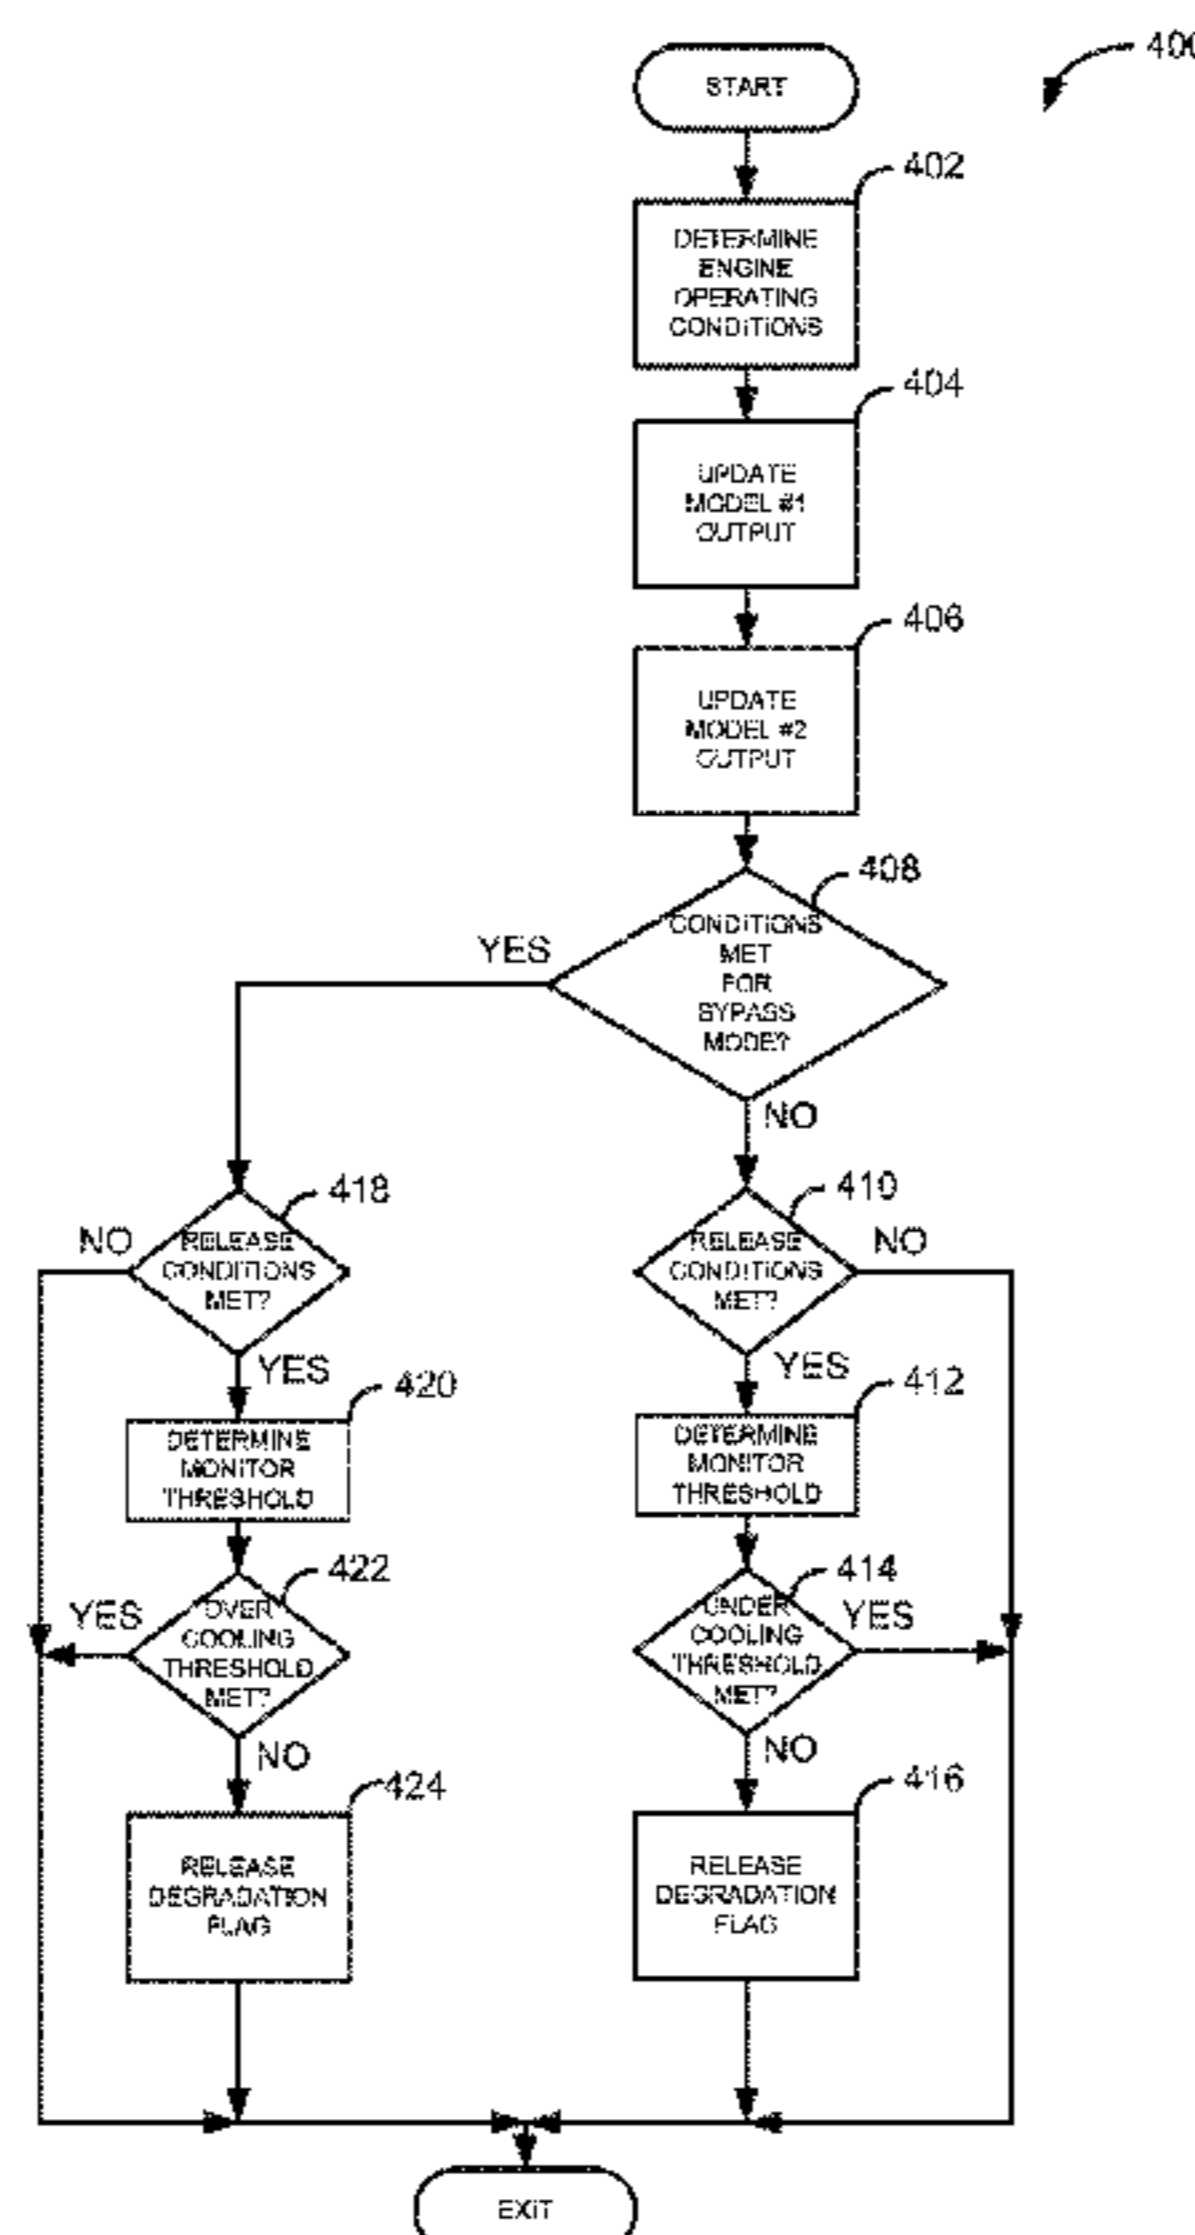 400
START
402
DETERMINE
ENGINE
OPERATING
CONDITIONS
404
UPDATE
MODEL #1
OUTPUT
406
UPDATE
MODEL #2
OUTPUT
408
CONDITIONS
MET
FOR
BYPASS
MODE?
YES
NO
418
RELEASE
CONDITIONS
MET?
NO
YES
410
RELEASE
CONDITIONS
MET?
NO
YES
420
DETERMINE
MONITOR
THRESHOLD
412
DETERMINE
MONITOR
THRESHOLD
422
OVER
COOLING
THRESHOLD
MET?
YES
NO
414
UNDER
COOLING
THRESHOLD
MET?
YES
NO
424
RELEASE
DEGRADATION
FLAG
416
RELEASE
DEGRADATION
FLAG
EXIT